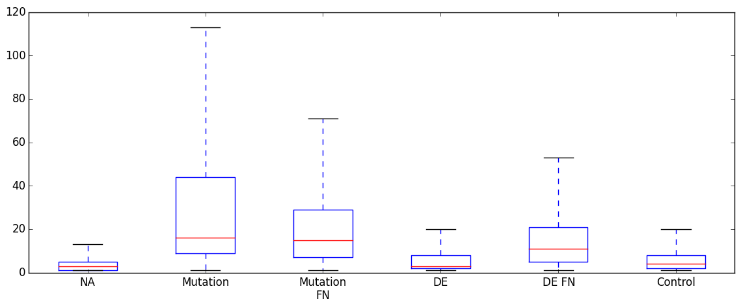 120
100
80
60
40
20
0
NA
Mutation
Mutation
FN
DE
DE FN
Control